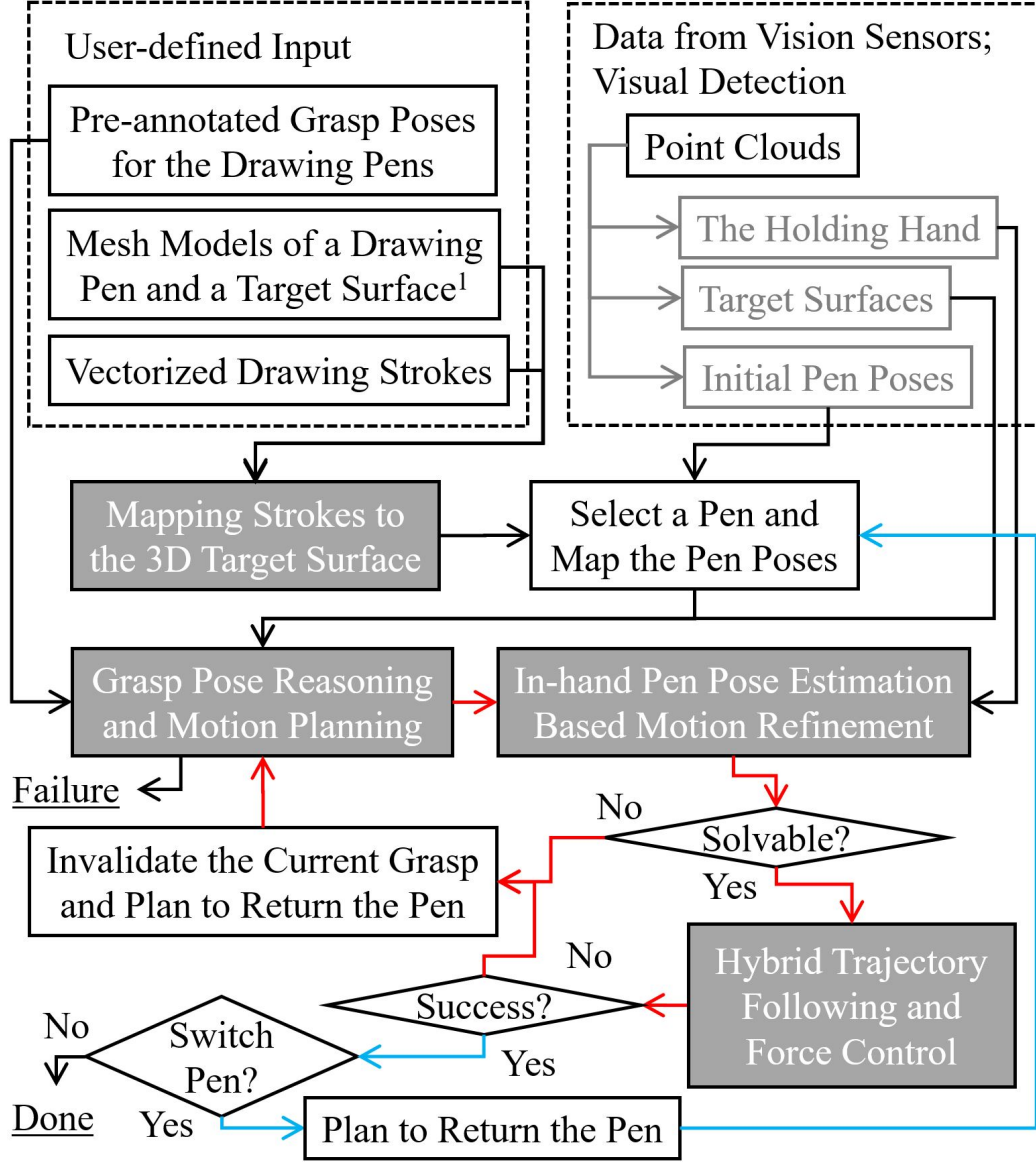 User-defined Input
Pre-annotated Grasp Poses
for the Drawing Pens
Mesh Models of a Drawing
Pen and a Target Surface¹
Vectorized Drawing Strokes
Data from Vision Sensors;
Visual Detection
Point Clouds
The Holding Hand
Target Surfaces
Initial Pen Poses
Mapping Strokes to
the 3D Target Surface
Select a Pen and
Map the Pen Poses
Grasp Pose Reasoning
and Motion Planning
In-hand Pen Pose Estimation
Based Motion Refinement
Failure
No
Solvable?
Yes
Invalidate the Current Grasp
and Plan to Return the Pen
Hybrid Trajectory
Following and
Force Control
No
Success?
Yes
No
Switch
Pen?
Yes
Done
Plan to Return the Pen